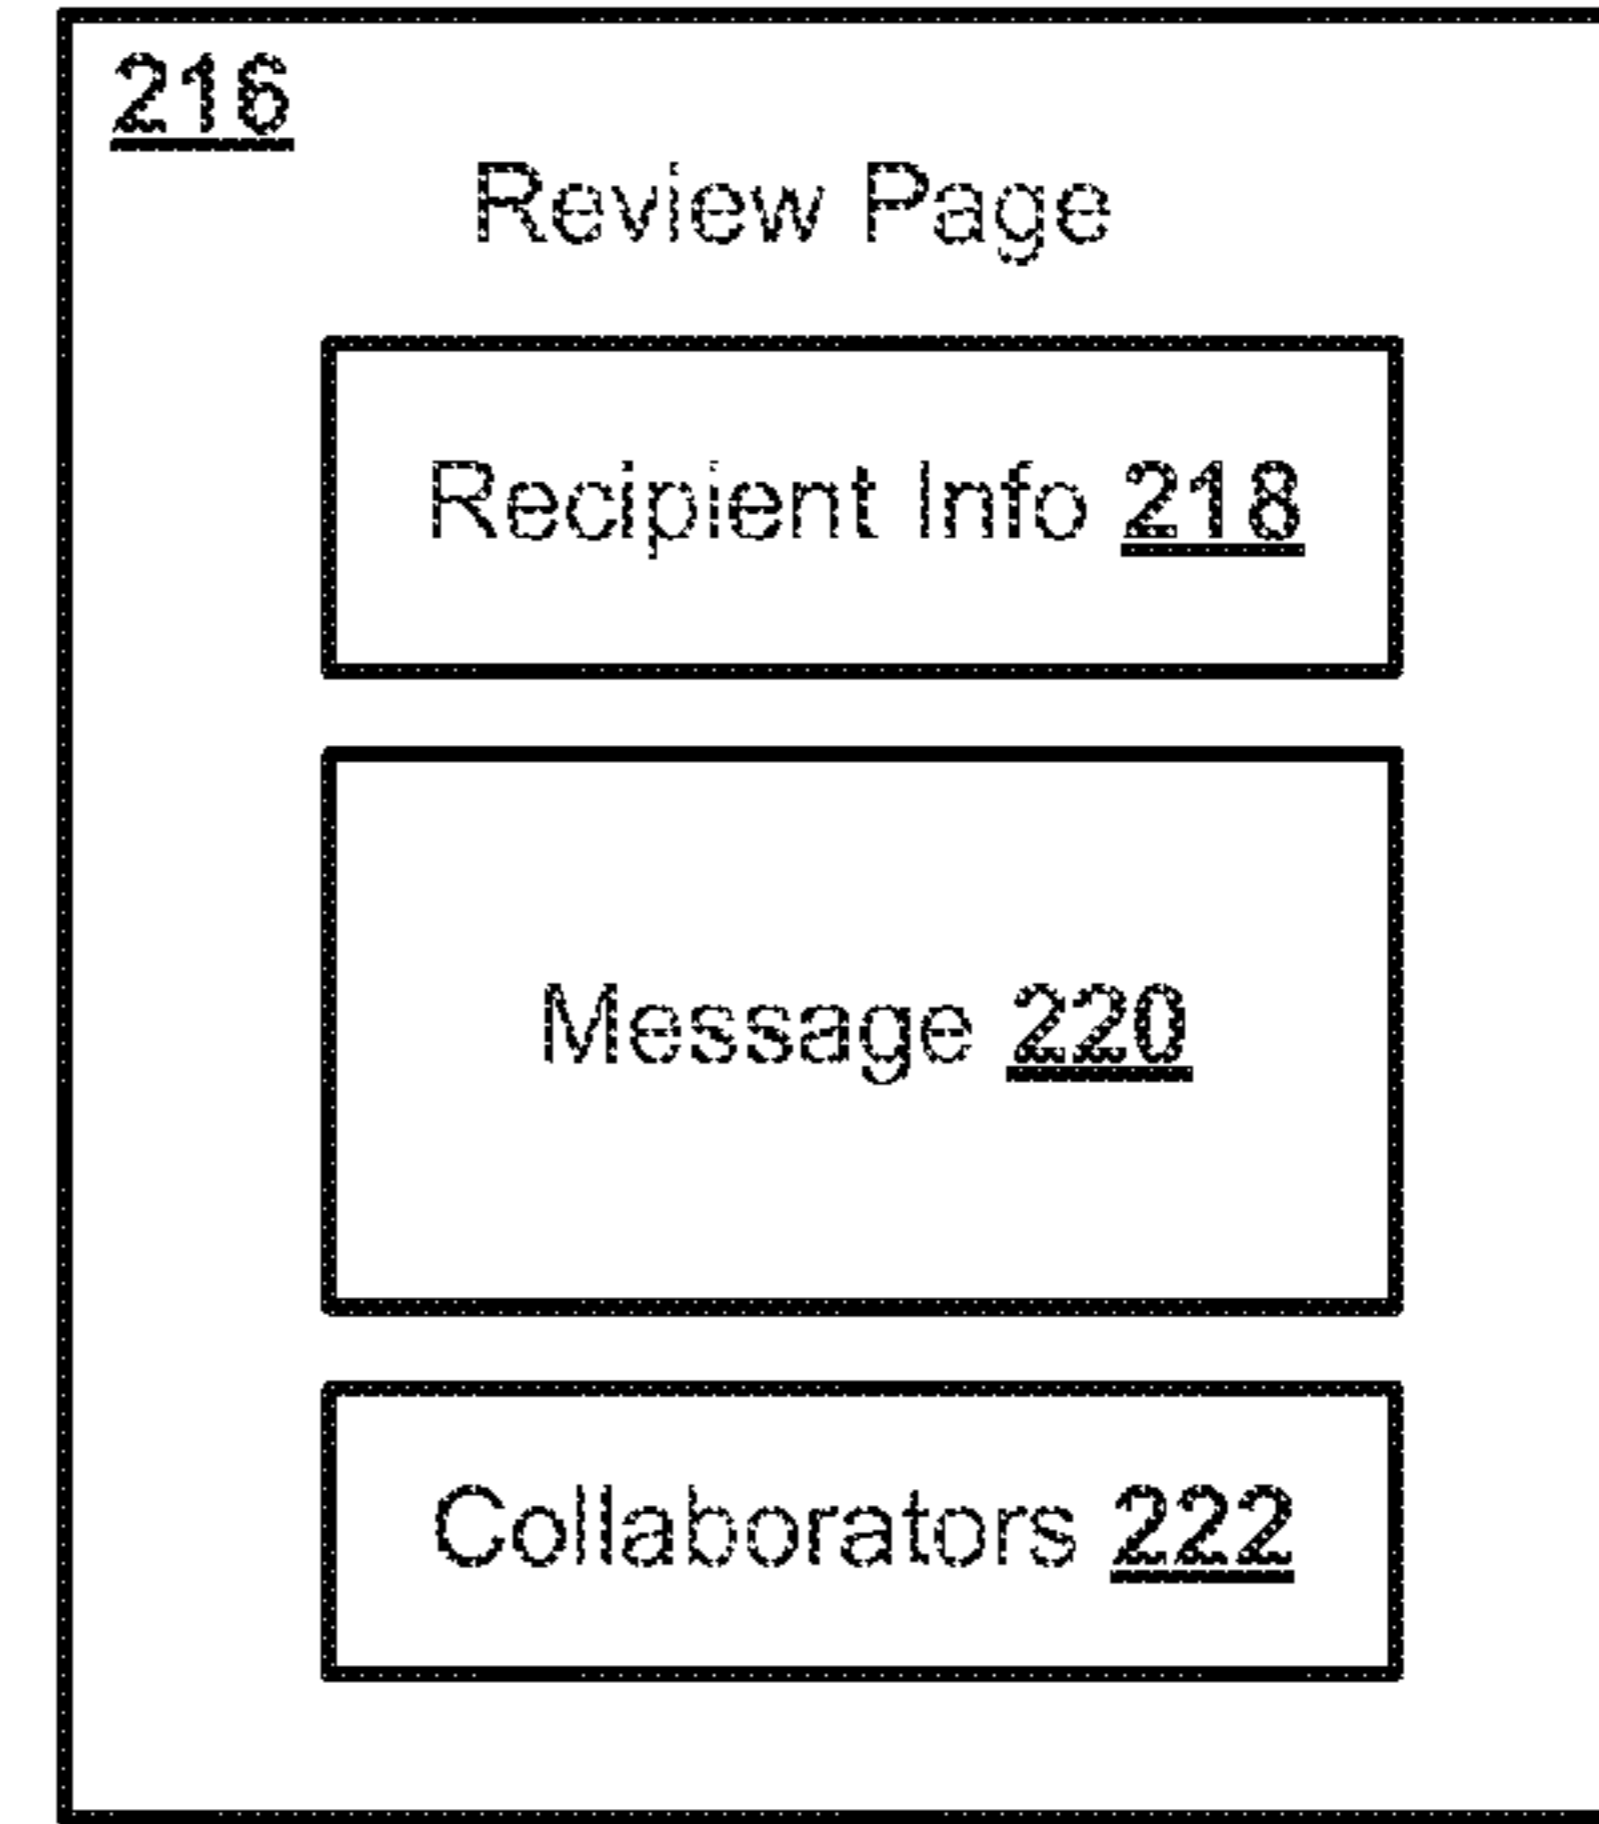 216
Review Page
Recipient Info 218
Message 220
Collaborators 222